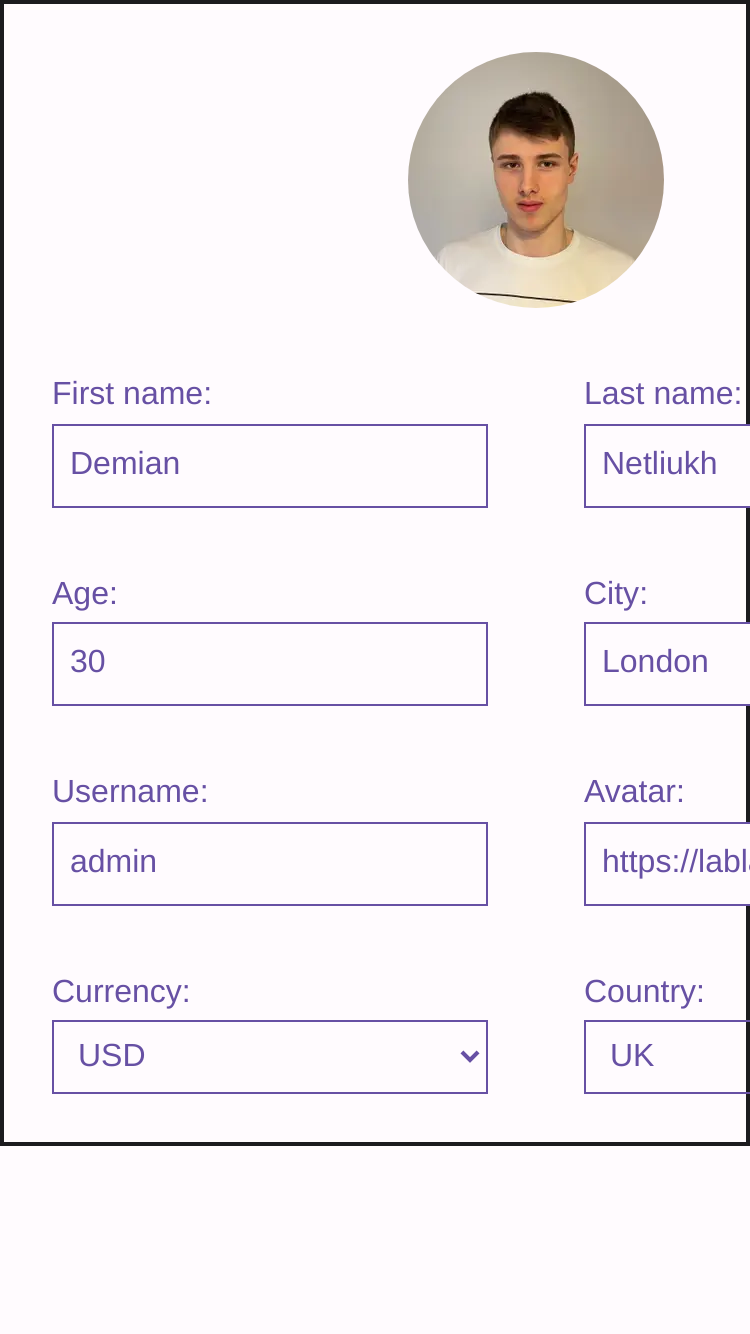 First name: Last name:
Demian Netliukh
Age: City:
30 London
Username: Avatar:
admin https://labl
Currency: Country:
USD UK